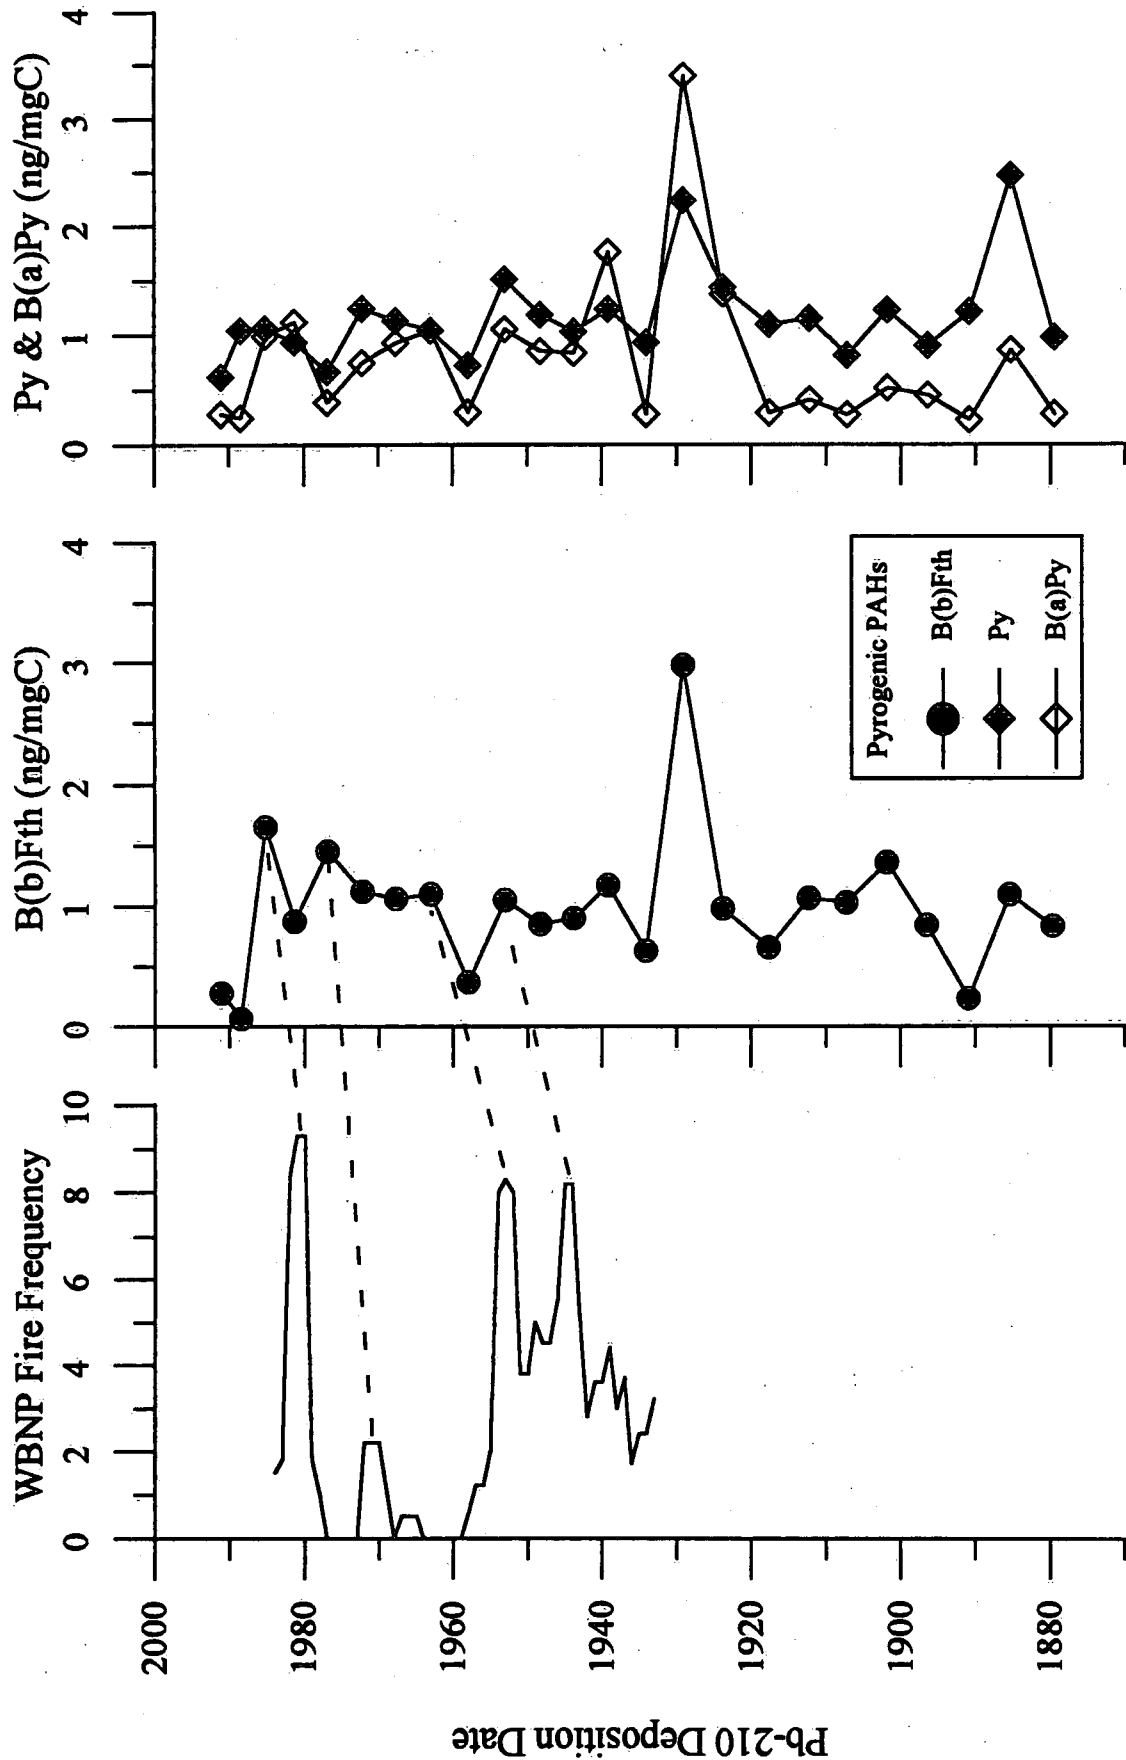 WBNP Fire Frequency
0 2 4 6 8 10
B(b)Fth (ng/mgC)
0 1 2 3 4
Py & B(a)Py (ng/mgC)
0 1 2 3 4
Pb-210 Deposition Date
2000
1980
1960
1940
1920
1900
1880
Pyrogenic PAHs
B(b)Fth
Py
B(a)Py